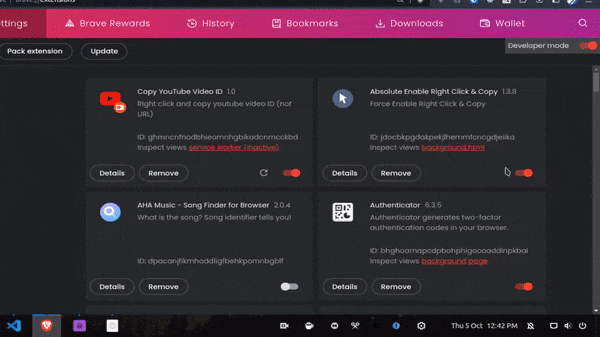 ttings
Brave Rewards
History
Bookmarks
Downloads
Wallet
Pack extension
Update
Developer mode
Copy YouTube Video ID 1.0
Right click and copy youtube video ID (not
URL)
ID: ghmncnfnodbhieomnhgbikadcnmcckbd
Inspect views service worker (inactive)
Details
Remove
Absolute Enable Right Click & Copy 1.3.8
Force Enable Right Click & Copy
Inspect views background.html
Details
Remove
AHA Music - Song Finder for Browser 2.0.4
What is the song? Song identifier tells you!
ID: dpacanjfikmhoddligfbehkpomnbgblf
Details
Remove
Authenticator 6.3.5
Authenticator generates two-factor
authentication codes in your browser.
ID: bhghoamapcdpbohphigoooaddinpkbai
Inspect views background page
Details
Remove
Thu 5 Oct 12:42 PM